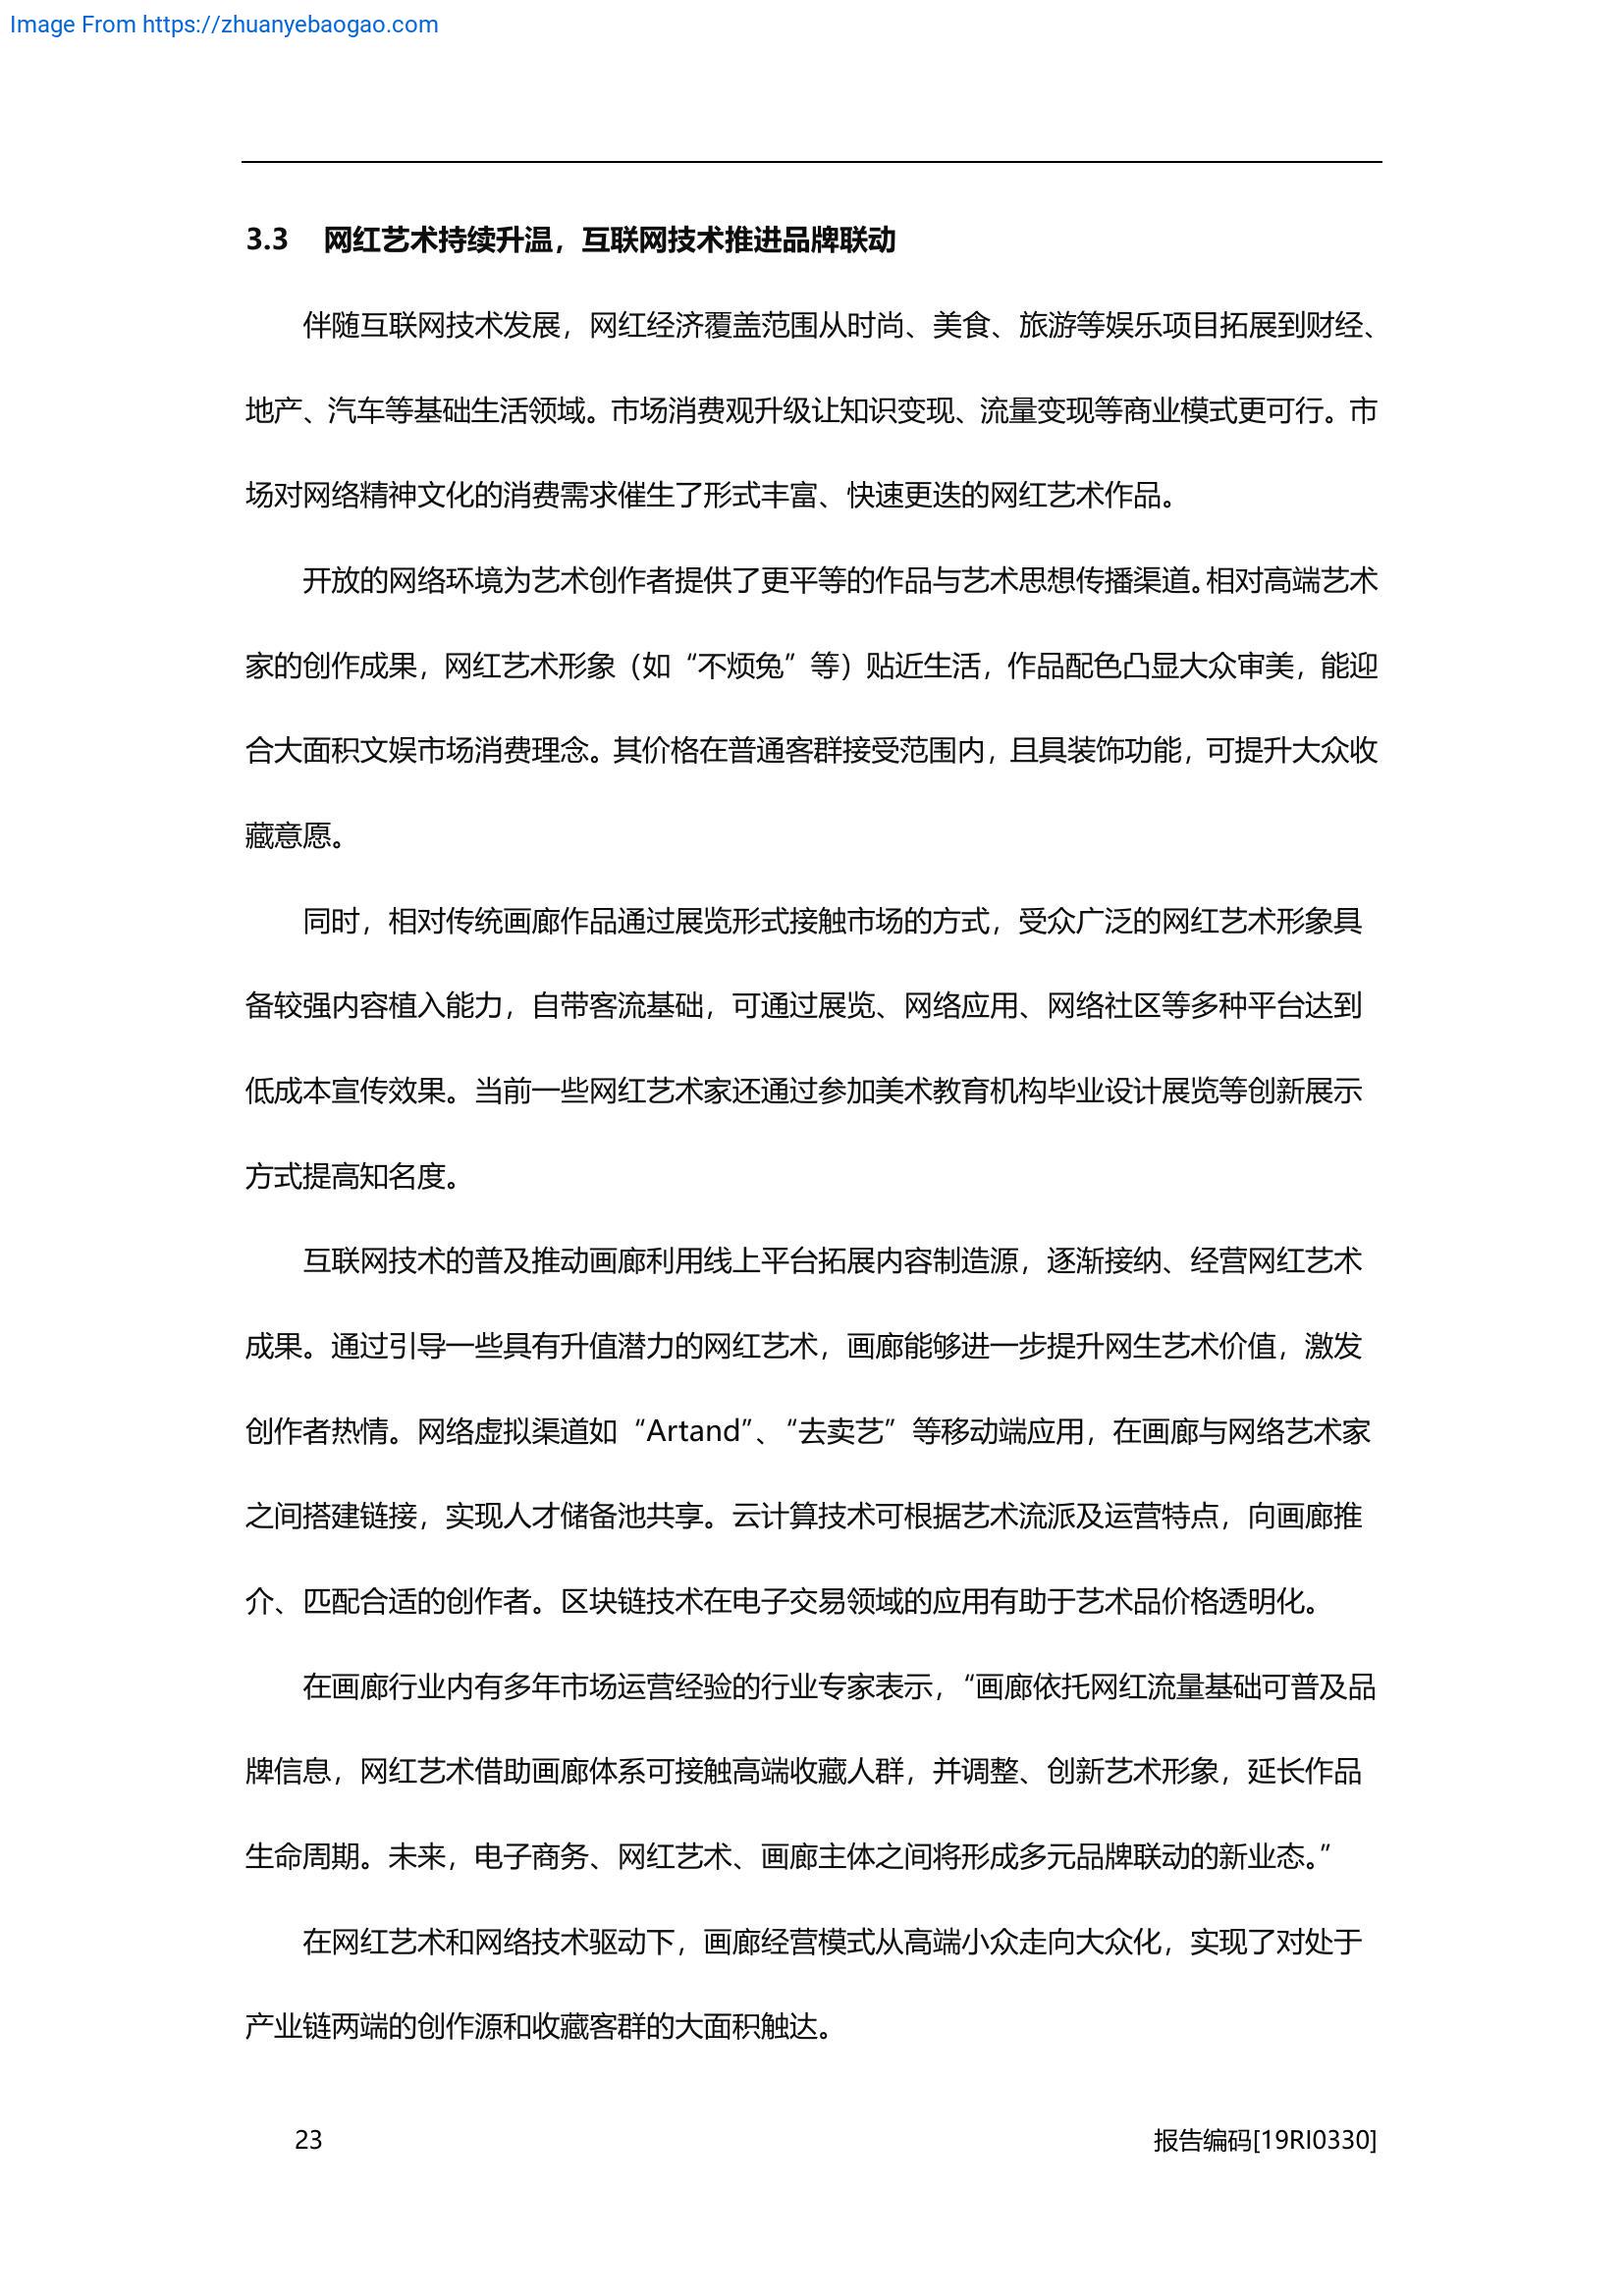 Image From https://zhuanyebaogao.com
3.3 网红艺术持续升温，互联网技术推进品牌联动
伴随互联网技术发展，网红经济覆盖范围从时尚、美食、旅游等娱乐项目拓展到财经、
地产、汽车等基础生活领域。市场消费观升级让知识变现、流量变现等商业模式更可行。市
场对网络精神文化的消费需求催生了形式丰富、快速更迭的网红艺术作品。
开放的网络环境为艺术创作者提供了更平等的作品与艺术思想传播渠道。相对高端艺术
家的创作成果，网红艺术形象（如“不烦兔”等）贴近生活，作品配色凸显大众审美，能迎
合大面积文娱市场消费理念。其价格在普通客群接受范围内，且具装饰功能，可提升大众收
藏意愿。
同时，相对传统画廊作品通过展览形式接触市场的方式，受众广泛的网红艺术形象具
备较强内容植入能力，自带客流基础，可通过展览、网络应用、网络社区等多种平台达到
低成本宣传效果。当前一些网红艺术家还通过参加美术教育机构毕业设计展览等创新展示
方式提高知名度。
互联网技术的普及推动画廊利用线上平台拓展内容制造源，逐渐接纳、经营网红艺术
成果。通过引导一些具有升值潜力的网红艺术，画廊能够进一步提升网生艺术价值，激发
创作者热情。网络虚拟渠道如“Artand”、“去卖艺”等移动端应用，在画廊与网络艺术家
之间搭建链接，实现人才储备池共享。云计算技术可根据艺术流派及运营特点，向画廊推
介、匹配合适的创作者。区块链技术在电子交易领域的应用有助于艺术品价格透明化。
在画廊行业内有多年市场运营经验的行业专家表示，“画廊依托网红流量基础可普及品
牌信息，网红艺术借助画廊体系可接触高端收藏人群，并调整、创新艺术形象，延长作品
生命周期。未来，电子商务、网红艺术、画廊主体之间将形成多元品牌联动的新业态。”
在网红艺术和网络技术驱动下，画廊经营模式从高端小众走向大众化，实现了对处于
产业链两端的创作源和收藏客群的大面积触达。
23 报告编码[19RI0330]